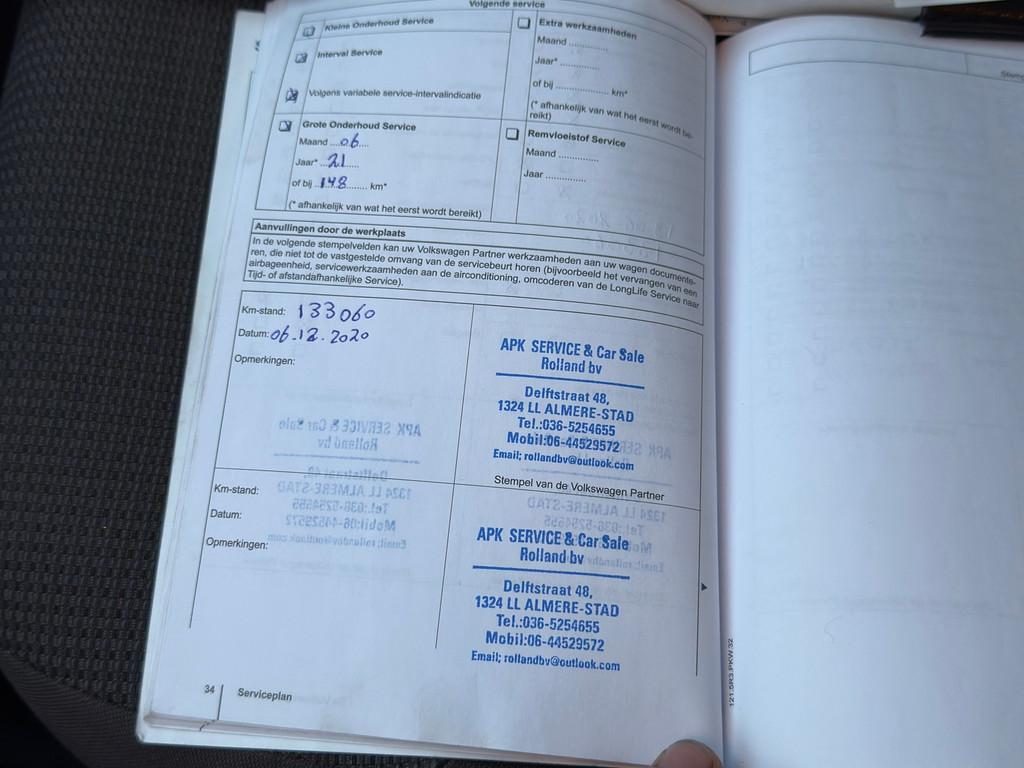 Volgende service
Kleine Onderhoud Service
Interval Service
Volgens variabele service-intervalindicatie
Extra werkzaamheden
Maand ............
Jaar* ............
of bij ................ km*
(* afhankelijk van wat het eerst wordt be-
reikt)
Grote Onderhoud Service
Maand ....06....
Jaar* ...21.....
of bij ..148........ km*
(* afhankelijk van wat het eerst wordt bereikt)
Remvloeistof Service
Maand ............
Jaar ............
Aanvullingen door de werkplaats
In de volgende stempelvelden kan uw Volkswagen Partner werkzaamheden aan uw wagen documente-
ren, die niet tot de vastgestelde omvang van de servicebeurt horen (bijvoorbeeld het vervangen van een
airbageenheid, servicewerkzaamheden aan de airconditioning, omcoderen van de LongLife Service naar
Tijd- of afstandafhankelijke Service).
Km-stand: 133060
Datum: 06.12.2020
Opmerkingen:
APK SERVICE & Car Sale
Rolland bv
Delftstraat 48,
1324 LL ALMERE-STAD
Tel.:036-5254655
Mobil:06-44529572
Email; rollandbv@outlook.com
Stempel van de Volkswagen Partner
Km-stand:
Datum:
Opmerkingen:
APK SERVICE & Car Sale
Rolland bv
Delftstraat 48,
1324 LL ALMERE-STAD
Tel.:036-5254655
Mobil:06-44529572
Email; rollandbv@outlook.com
34
Serviceplan
121.5R3.PKW.32